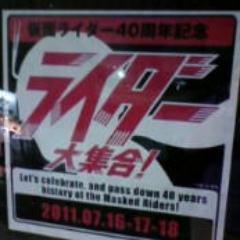 仮面ライダー40周年記念
ライダー
大集合!
Let's celebrate, and pass down 40 years
history of the Masked Riders!
2011.07.16-17-18